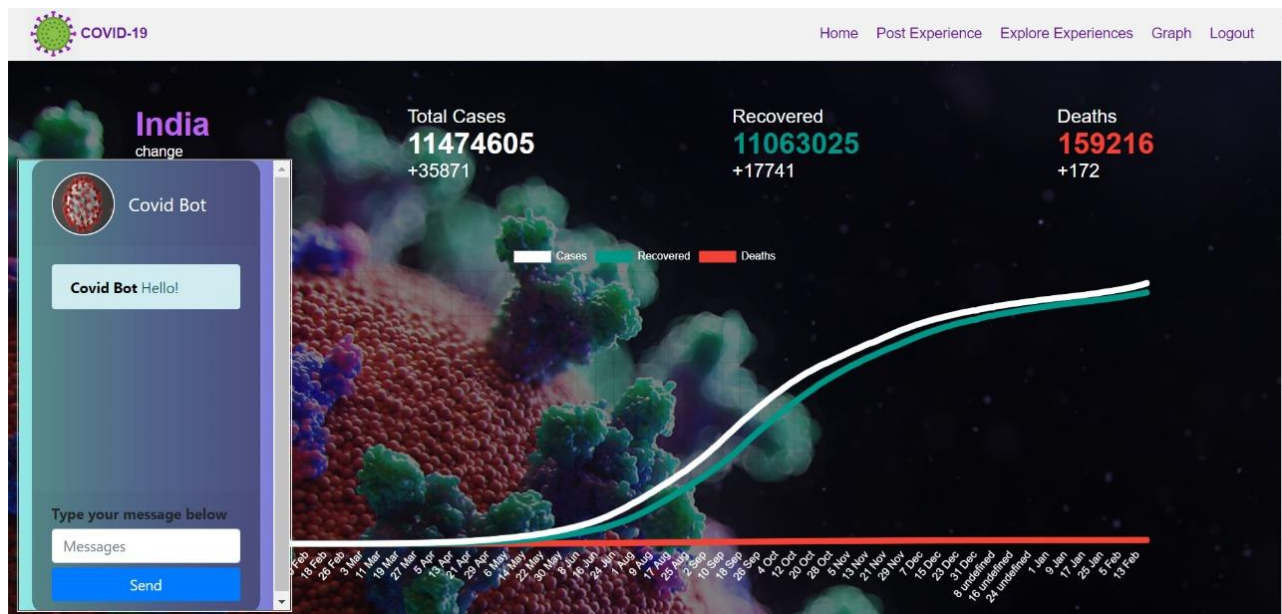 COVID-19
Home Post Experience Explore Experiences Graph Logout
India
change
Total Cases
11474605
+35871
Recovered
11063025
+17741
Deaths
159216
+172
Covid Bot
Covid Bot Hello!
Type your message below
Messages
Send
Cases Recovered Deaths
Feb
18 Feb
26 Feb
3 Mar
11 Mar
19 Mar
27 Mar
5 Apr
13 Apr
21 Apr
29 Apr
6 May
14 May
22 May
30 May
8 Jun
16 Jun
24 Jun
1 Aug
9 Aug
17 Aug
25 Aug
2 Sep
10 Sep
18 Sep
26 Sep
4 Oct
12 Oct
20 Oct
28 Oct
5 Nov
13 Nov
21 Nov
29 Nov
7 Dec
15 Dec
23 Dec
31 Dec
8 undefined
16 undefined
24 undefined
1 Jan
9 Jan
17 Jan
25 Jan
5 Feb
13 Feb